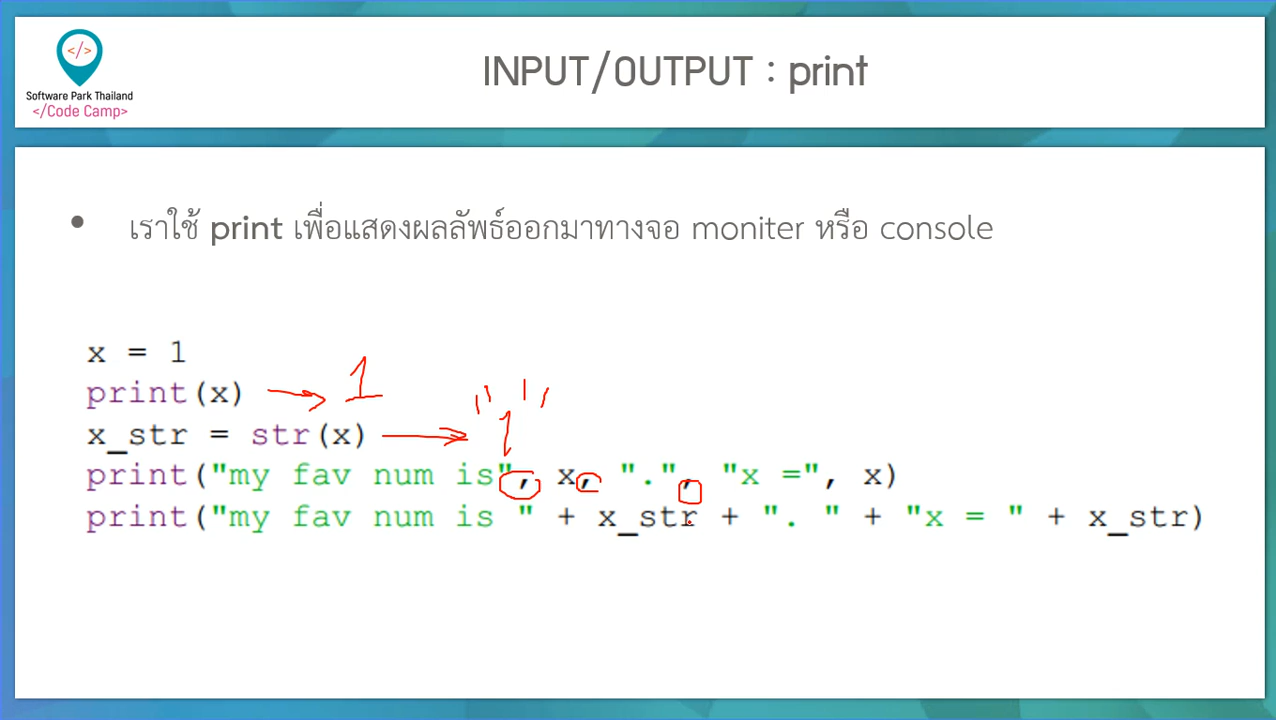 </>
Software Park Thailand
</Code Camp>
INPUT/OUTPUT : print
• เราใช้ print เพื่อแสดงผลลัพธ์ออกมาทางจอ moniter หรือ console
x = 1
print(x) → 1
x_str = str(x) → "1"
print("my fav num is", x, ".", "x =", x)
print("my fav num is " + x_str + ". " + "x = " + x_str)